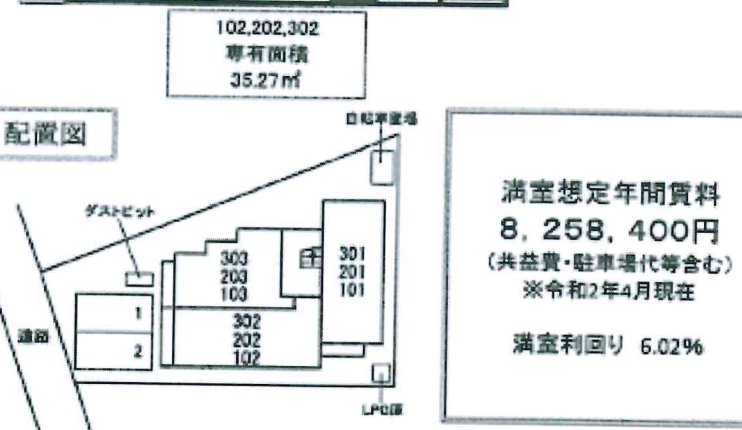 102,202,302
専有面積
35.27㎡
配置図
自転車置場
ダストピット
303
203
103
301
201
101
302
202
102
1
2
道路
LPG庫
満室想定年間賃料
8, 258, 400円
(共益費・駐車場代等含む)
※令和2年4月現在
満室利回り 6.02%